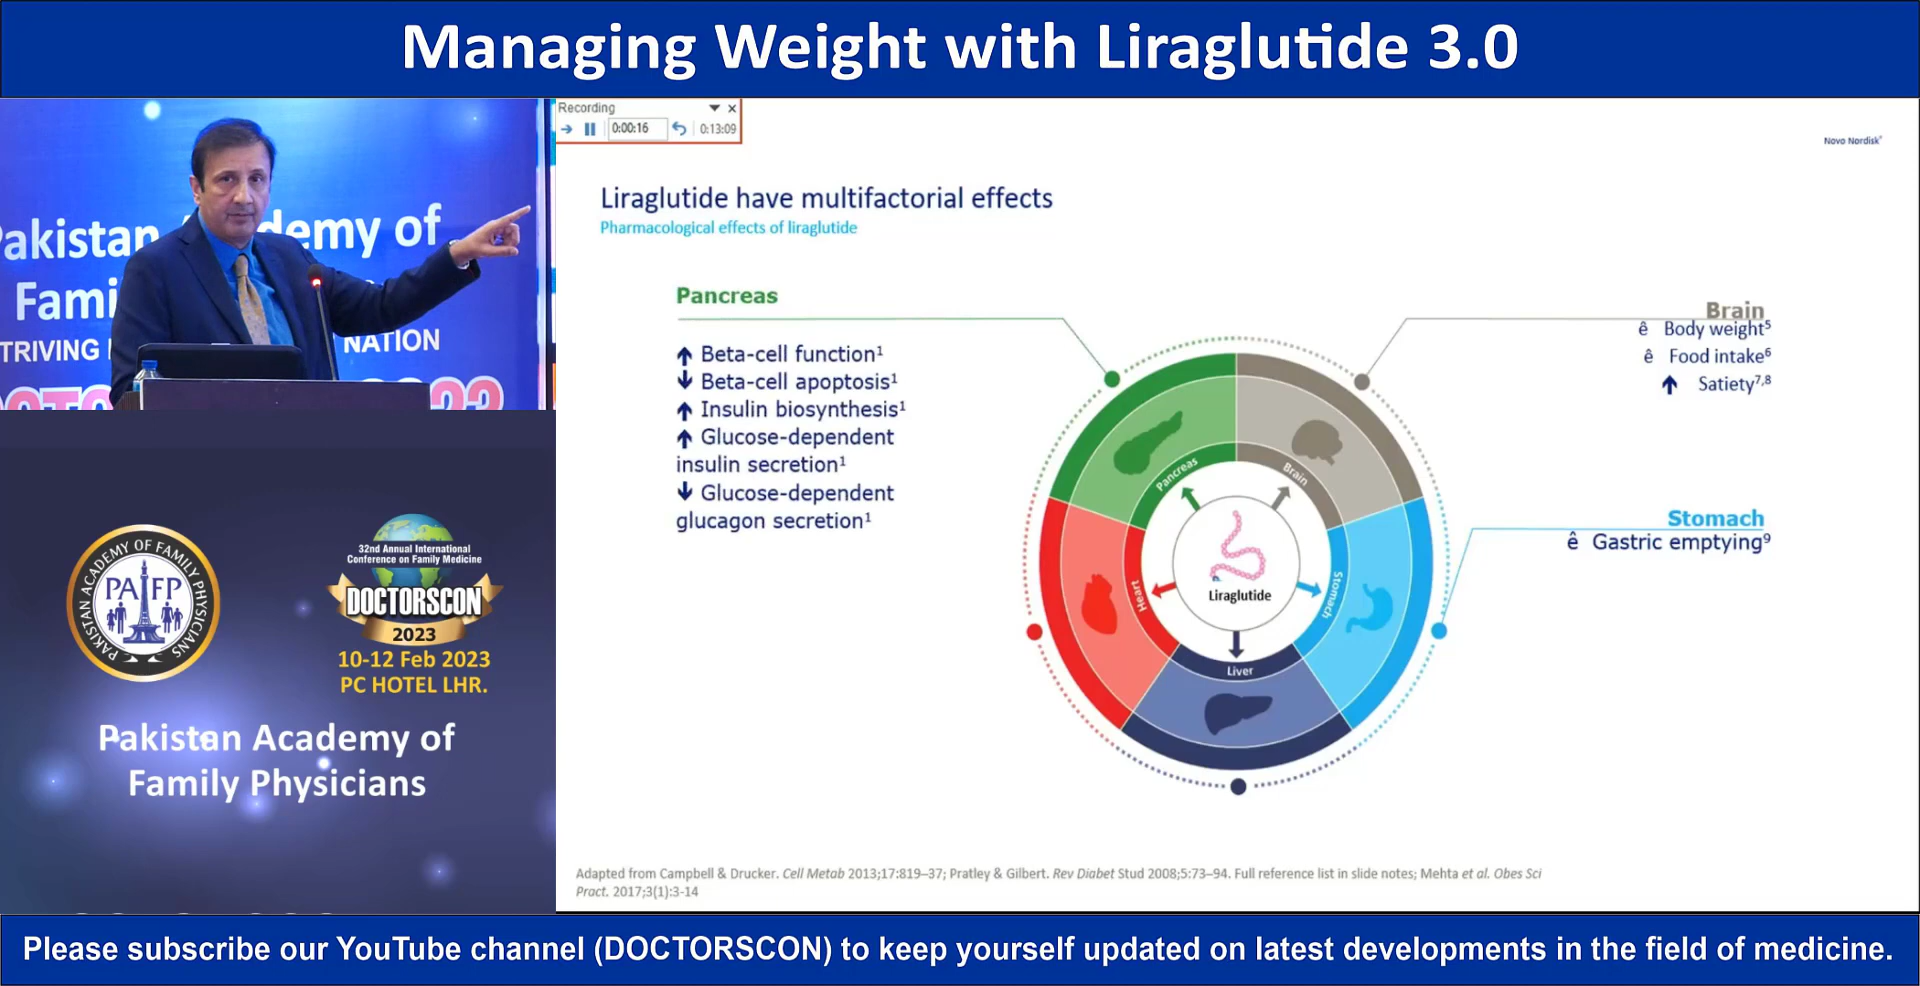 Managing Weight with Liraglutide 3.0
Pakistan Academy of
Fami
TRIVING
NATION
Recording
0:00:16
0:13:09
Novo Nordisk
Liraglutide have multifactorial effects
Pharmacological effects of liraglutide
Pancreas
↑ Beta-cell function¹
↓ Beta-cell apoptosis¹
↑ Insulin biosynthesis¹
↑ Glucose-dependent
insulin secretion¹
↓ Glucose-dependent
glucagon secretion¹
Brain
ê Body weight⁵
ê Food intake⁶
↑ Satiety⁷,⁸
Stomach
ê Gastric emptying⁹
Pancreas
Brain
Heart
Stomach
Liver
Liraglutide
PAKISTAN ACADEMY OF FAMILY PHYSICIANS
PAFP
32nd Annual International
Conference on Family Medicine
DOCTORSCON
2023
10-12 Feb 2023
PC HOTEL LHR.
Pakistan Academy of
Family Physicians
Adapted from Campbell & Drucker. Cell Metab 2013;17:819–37; Pratley & Gilbert. Rev Diabet Stud 2008;5:73–94. Full reference list in slide notes; Mehta et al. Obes Sci
Pract. 2017;3(1):3-14
Please subscribe our YouTube channel (DOCTORSCON) to keep yourself updated on latest developments in the field of medicine.